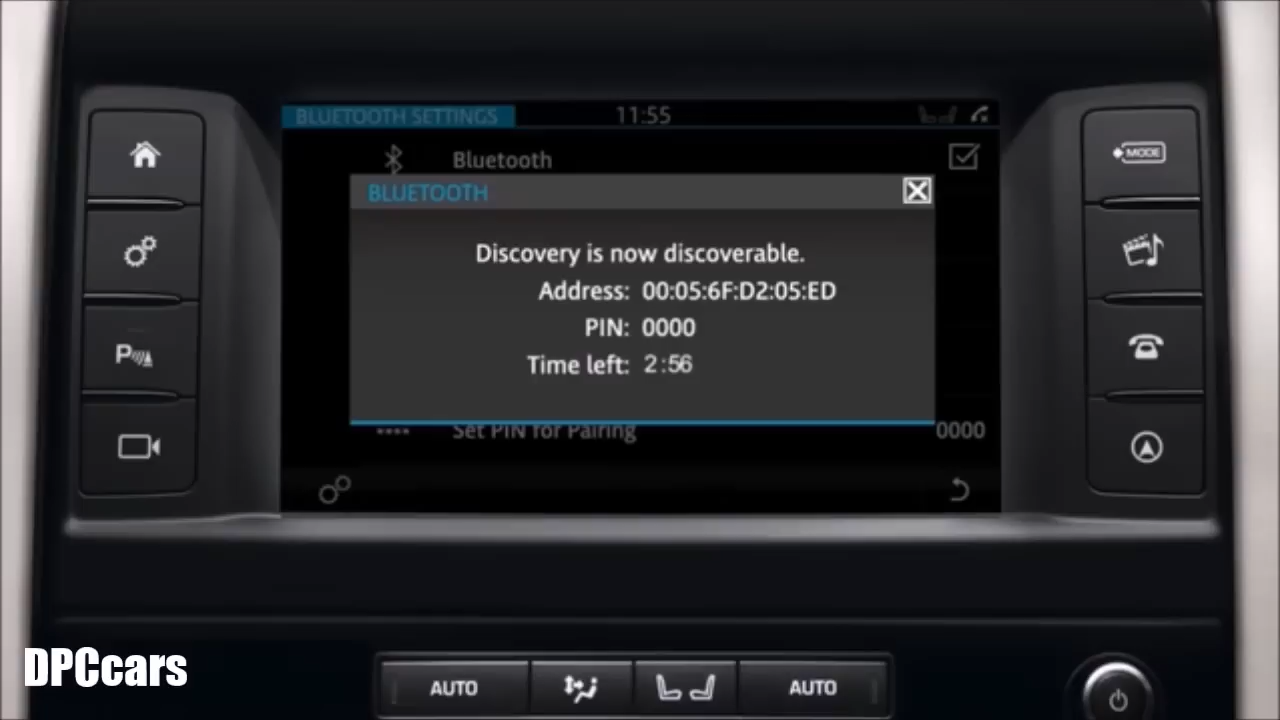 BLUETOOTH SETTINGS 11:55
Bluetooth
MODE
BLUETOOTH
Discovery is now discoverable.
Address: 00:05:6F:D2:05:ED
PIN: 0000
Time left: 2:56
P
Set PIN for Pairing 0000
DPCcars
AUTO AUTO